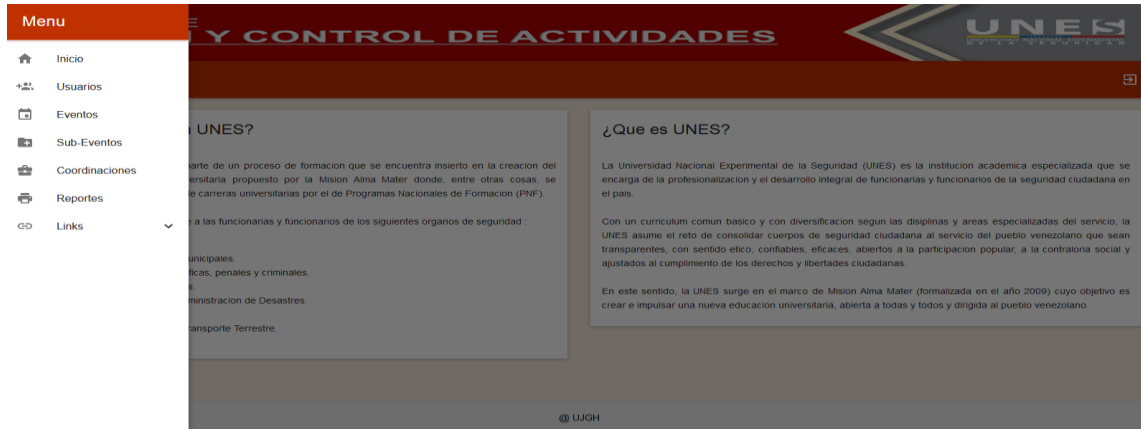 Menu
Inicio
Usuarios
Eventos
Sub-Eventos
Coordinaciones
Reportes
Links
Y CONTROL DE ACTIVIDADES
UNES
DE LA SEGURIDAD
UNES?
parte de un proceso de formacion que se encuentra inserto en la creacion del
propuesto por la Mision Alma Mater donde, entre otras cosas, se
de carreras universitarias por el de Programas Nacionales de Formacion (PNF).
a las funcionarias y funcionarios de los siguientes organos de seguridad :
penales y criminales.
de Desastres.
Terrestre.
¿Que es UNES?
La Universidad Nacional Experimental de la Seguridad (UNES) es la institucion academica especializada que se
encarga de la profesionalizacion y el desarrollo integral de funcionarias y funcionarios de la seguridad ciudadana en
el pais.
Con un curriculum comun basico y con diversificacion segun las disiplinas y areas especializadas del servicio, la
UNES asume el reto de consolidar cuerpos de seguridad ciudadana al servicio del pueblo venezolano que sean
transparentes, con sentido etico, confiables, eficaces, abiertos a la participacion popular, a la contraloria social y
ajustados al cumplimiento de los derechos y libertades ciudadanas.
En este sentido, la UNES surge en el marco de Mision Alma Mater (formalizada en el año 2009) cuyo objetivo es
crear e impulsar una nueva educacion universitaria, abierta a todas y todos y dirigida al pueblo venezolano
@ UJGH